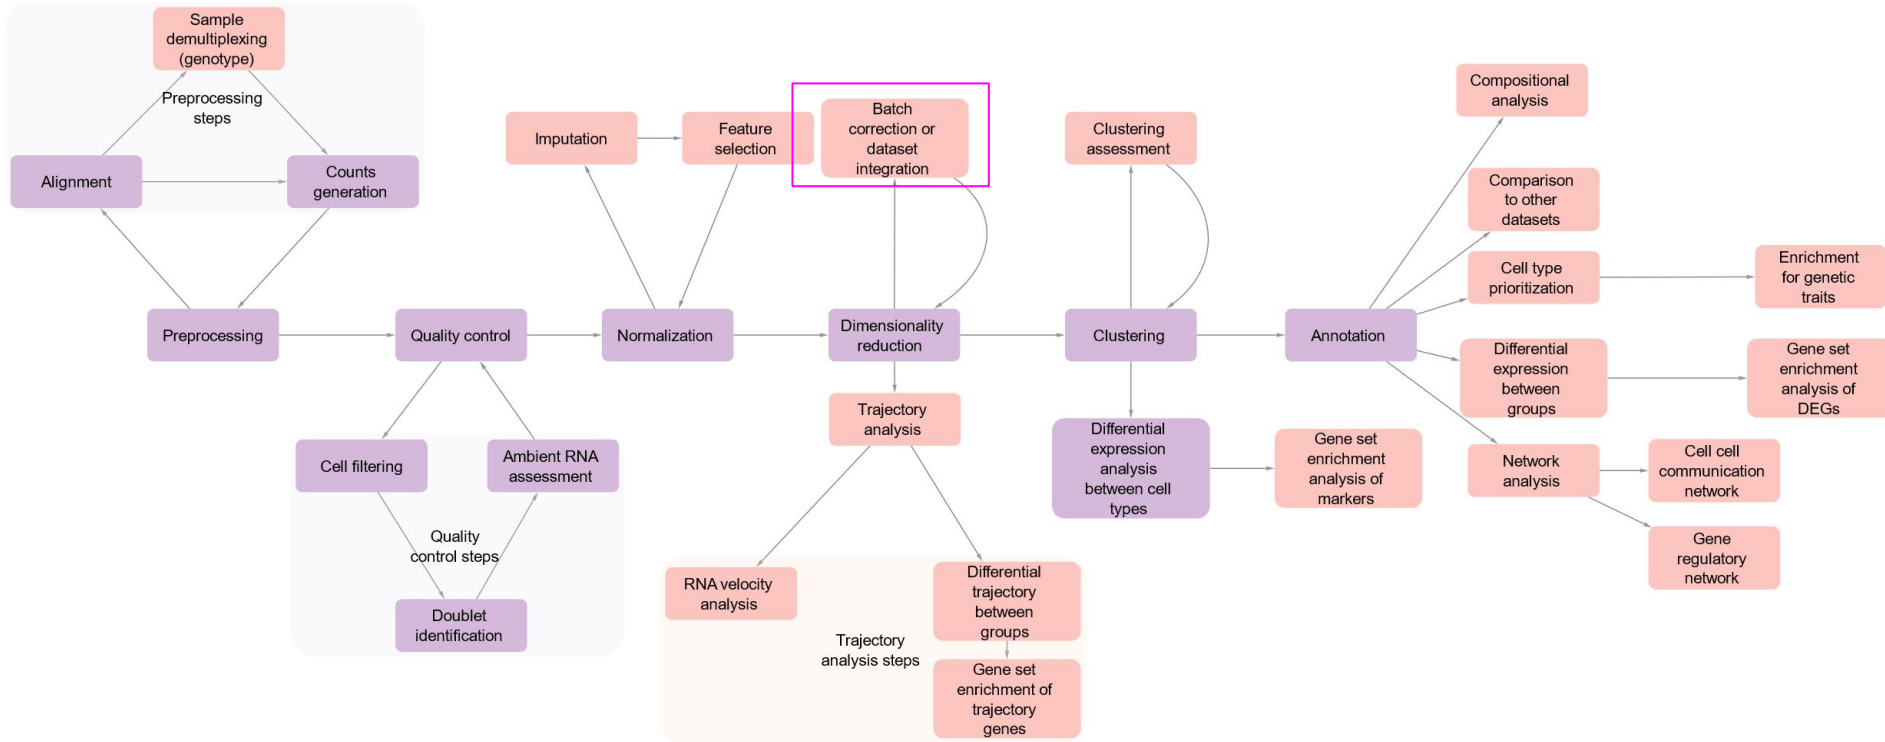 Sample
demultiplexing
(genotype)
Preprocessing
steps
Alignment
Counts
generation
Preprocessing
Quality control
Cell filtering
Ambient RNA
assessment
Quality
control steps
Doublet
identification
Imputation
Feature
selection
Normalization
Batch
correction or
dataset
integration
Dimensionality
reduction
Trajectory
analysis
RNA velocity
analysis
Trajectory
analysis steps
Differential
trajectory
between
groups
Gene set
enrichment of
trajectory
genes
Clustering
assessment
Clustering
Differential
expression
analysis
between cell
types
Gene set
enrichment
analysis of
markers
Annotation
Compositional
analysis
Comparison
to other
datasets
Cell type
prioritization
Enrichment
for genetic
traits
Differential
expression
between
groups
Gene set
enrichment
analysis of
DEGs
Network
analysis
Cell cell
communication
network
Gene
regulatory
network